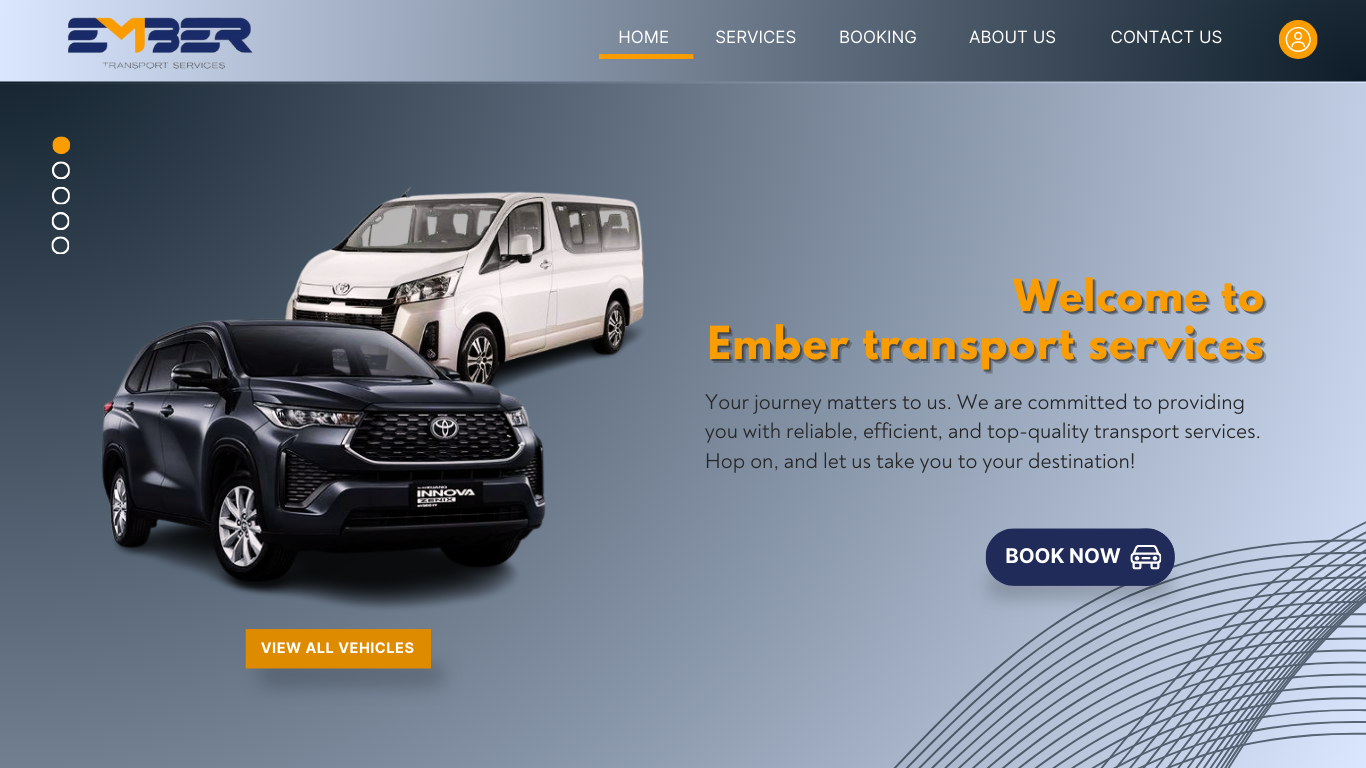 EMBER
TRANSPORT SERVICES
HOME
SERVICES
BOOKING
ABOUT US
CONTACT US
Welcome to
Ember transport services
Your journey matters to us. We are committed to providing
you with reliable, efficient, and top-quality transport services.
Hop on, and let us take you to your destination!
INNOVA
ZENIX
BOOK NOW
VIEW ALL VEHICLES